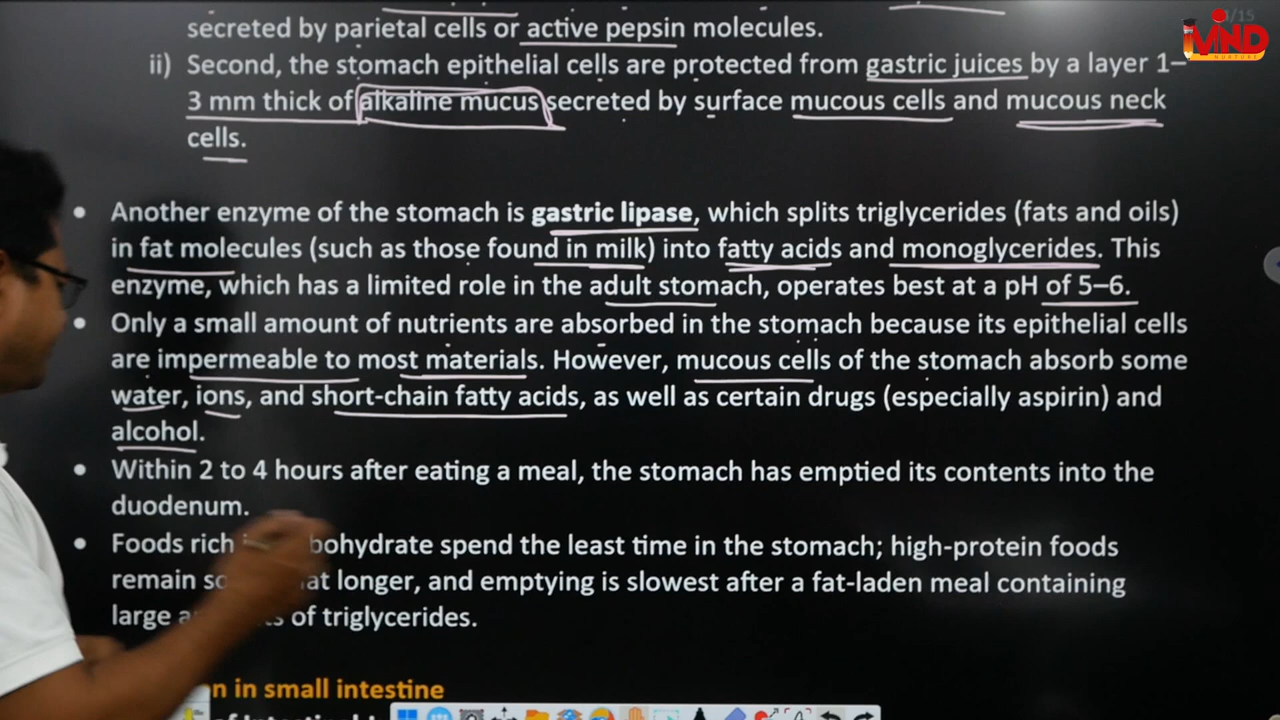 secreted by parietal cells or active pepsin molecules.
1/15
MIND
NURTURE
ii) Second, the stomach epithelial cells are protected from gastric juices by a layer 1–
3 mm thick of alkaline mucus secreted by surface mucous cells and mucous neck
cells.
• Another enzyme of the stomach is gastric lipase, which splits triglycerides (fats and oils)
in fat molecules (such as those found in milk) into fatty acids and monoglycerides. This
enzyme, which has a limited role in the adult stomach, operates best at a pH of 5–6.
• Only a small amount of nutrients are absorbed in the stomach because its epithelial cells
are impermeable to most materials. However, mucous cells of the stomach absorb some
water, ions, and short-chain fatty acids, as well as certain drugs (especially aspirin) and
alcohol.
• Within 2 to 4 hours after eating a meal, the stomach has emptied its contents into the
duodenum.
• Foods rich bohydrate spend the least time in the stomach; high-protein foods
remain at longer, and emptying is slowest after a fat-laden meal containing
large of triglycerides.
n in small intestine